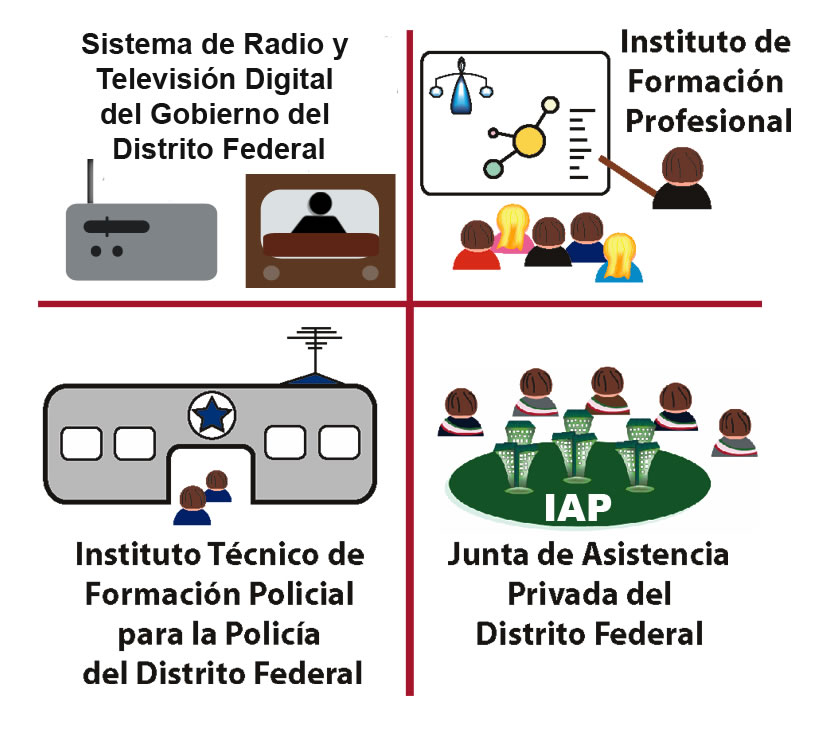 Sistema de Radio y
Televisión Digital
del Gobierno del
Distrito Federal
Instituto de
Formación
Profesional
Instituto Técnico de
Formación Policial
para la Policía
del Distrito Federal
IAP
Junta de Asistencia
Privada del
Distrito Federal